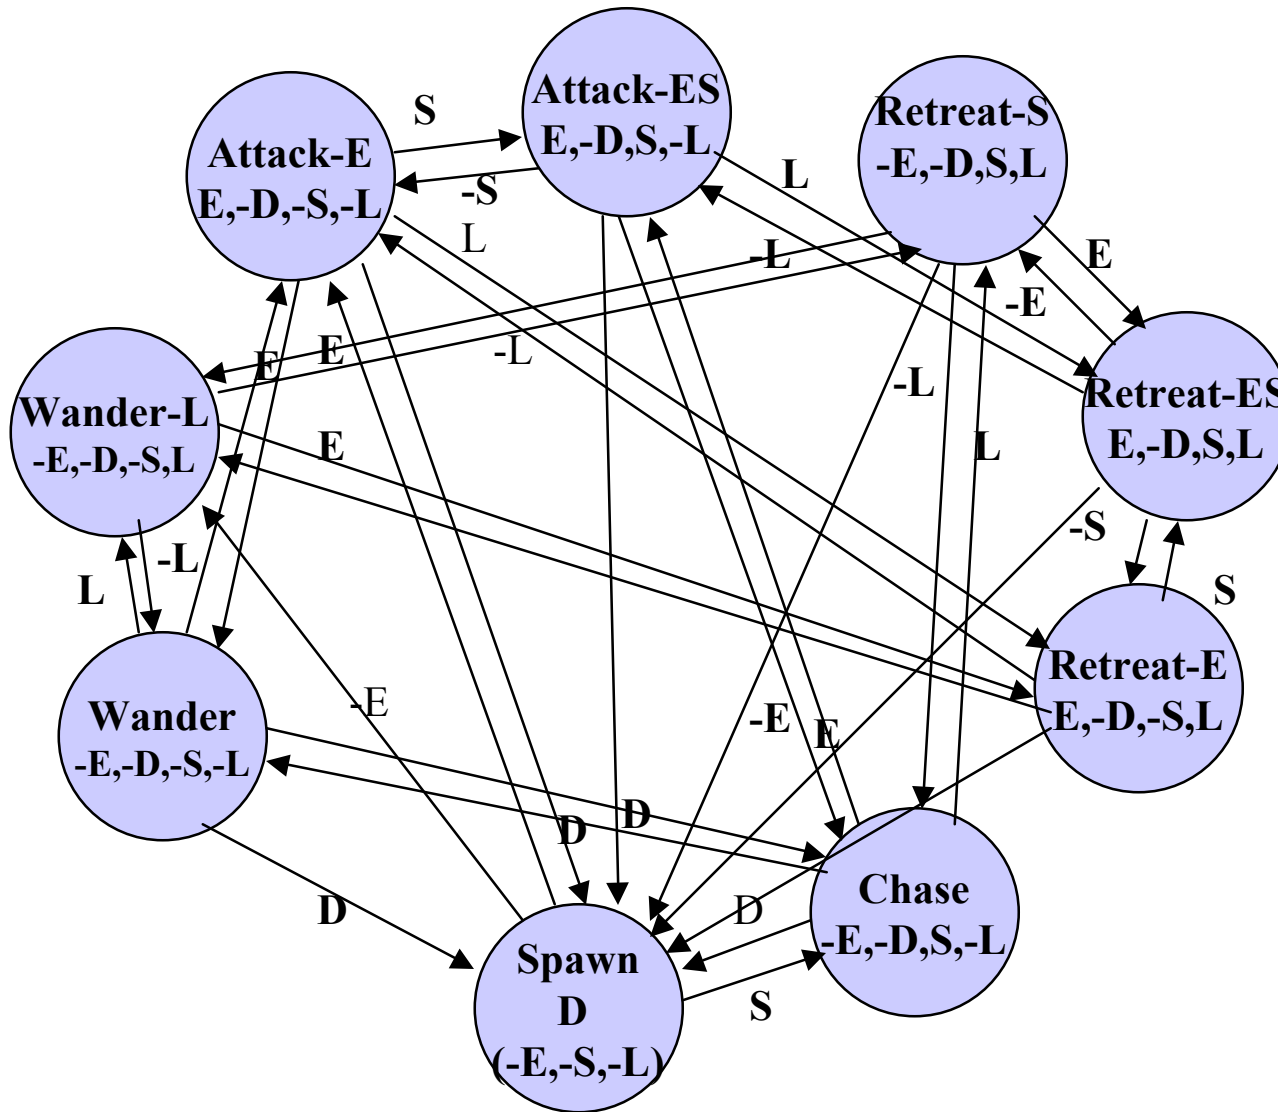 Attack-ES
E,-D,S,-L
Retreat-S
-E,-D,S,L
Attack-E
E,-D,-S,-L
S
-S
L
L
-L
E
-E
E
E
-L
-L
Wander-L
-E,-D,-S,L
E
L
Retreat-ES
E,-D,S,L
-S
-L
L
S
Retreat-E
E,-D,-S,L
Wander
-E,-D,-S,-L
-E
-E
E
D
D
D
D
Chase
-E,-D,S,-L
Spawn
D
(-E,-S,-L)
S